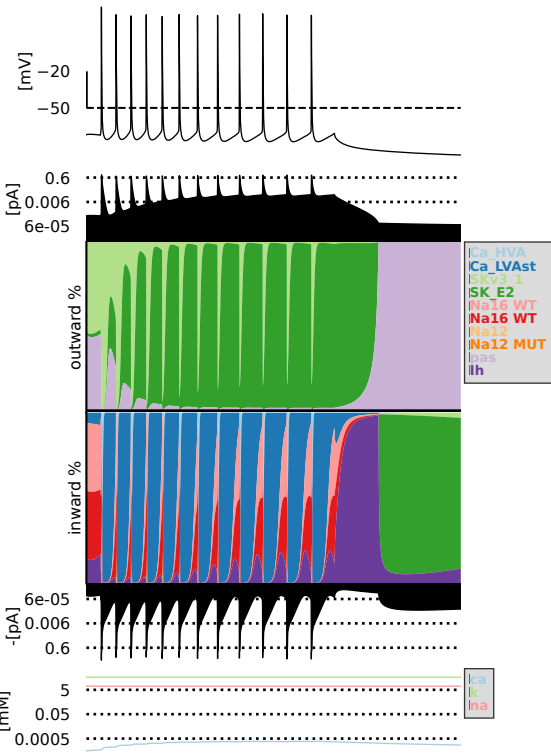 [mV]
−20
−50
[pA]
0.6
0.006
6e-05
outward %
Ca_HVA
Ca_LVAst
SKv3_1
SK_E2
Na16 WT
Na16 WT
Na12
Na12 MUT
pas
Ih
inward %
-[pA]
6e-05
0.006
0.6
[mM]
5
0.05
0.0005
ca
k
na